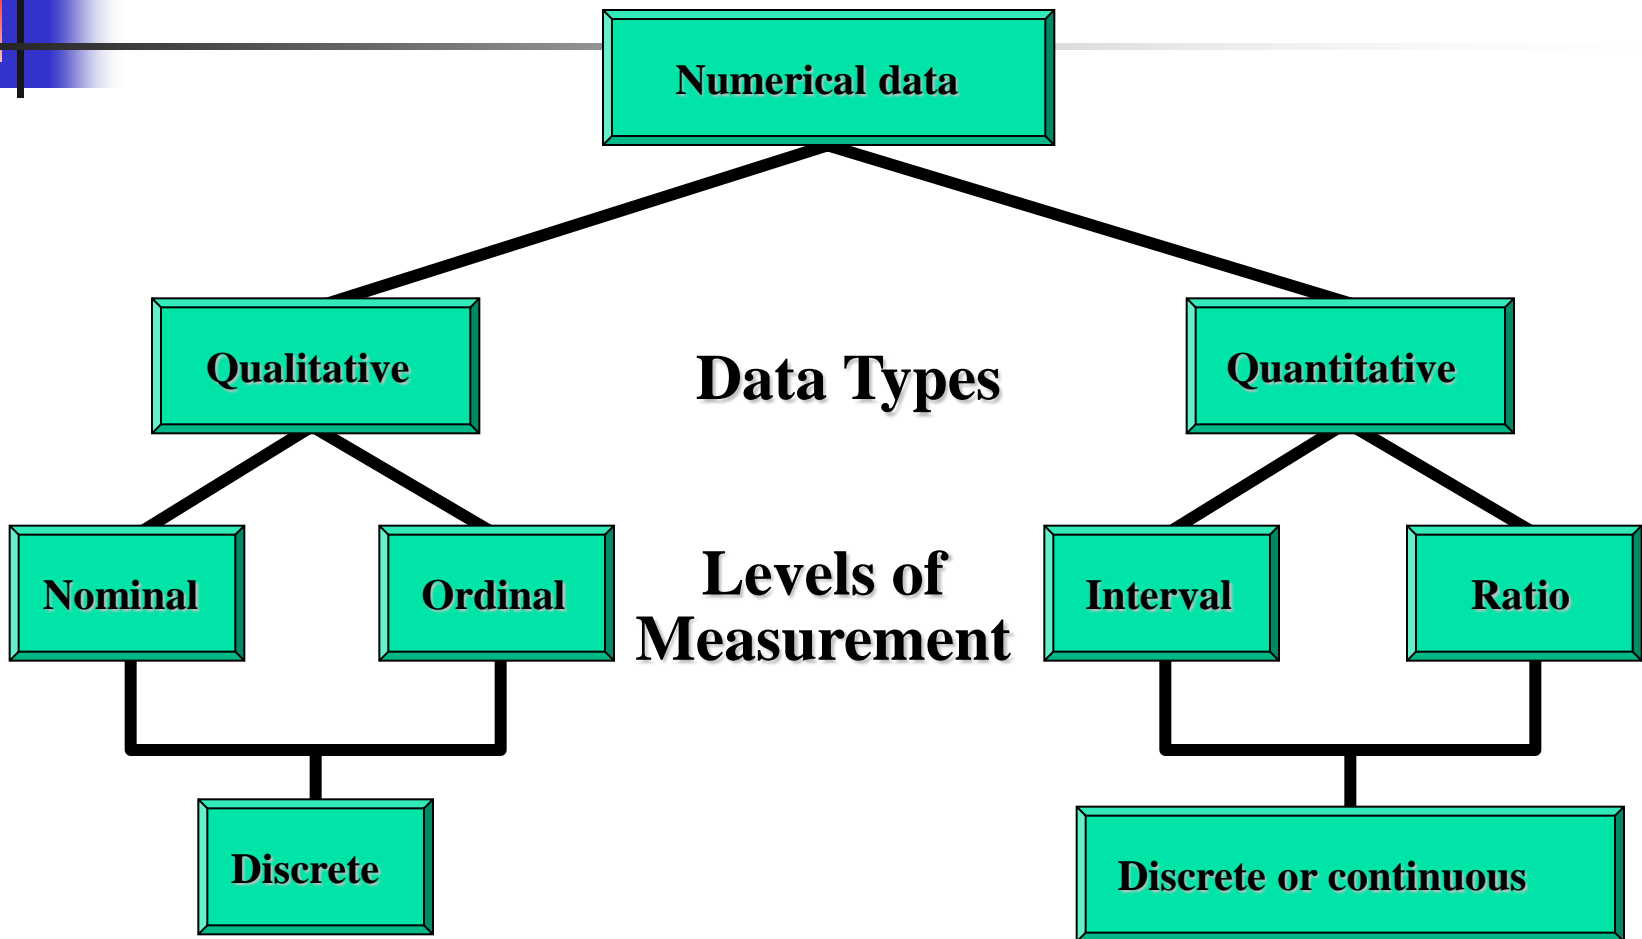 Numerical data
Qualitative
Data Types
Quantitative
Nominal
Ordinal
Levels of
Measurement
Interval
Ratio
Discrete
Discrete or continuous